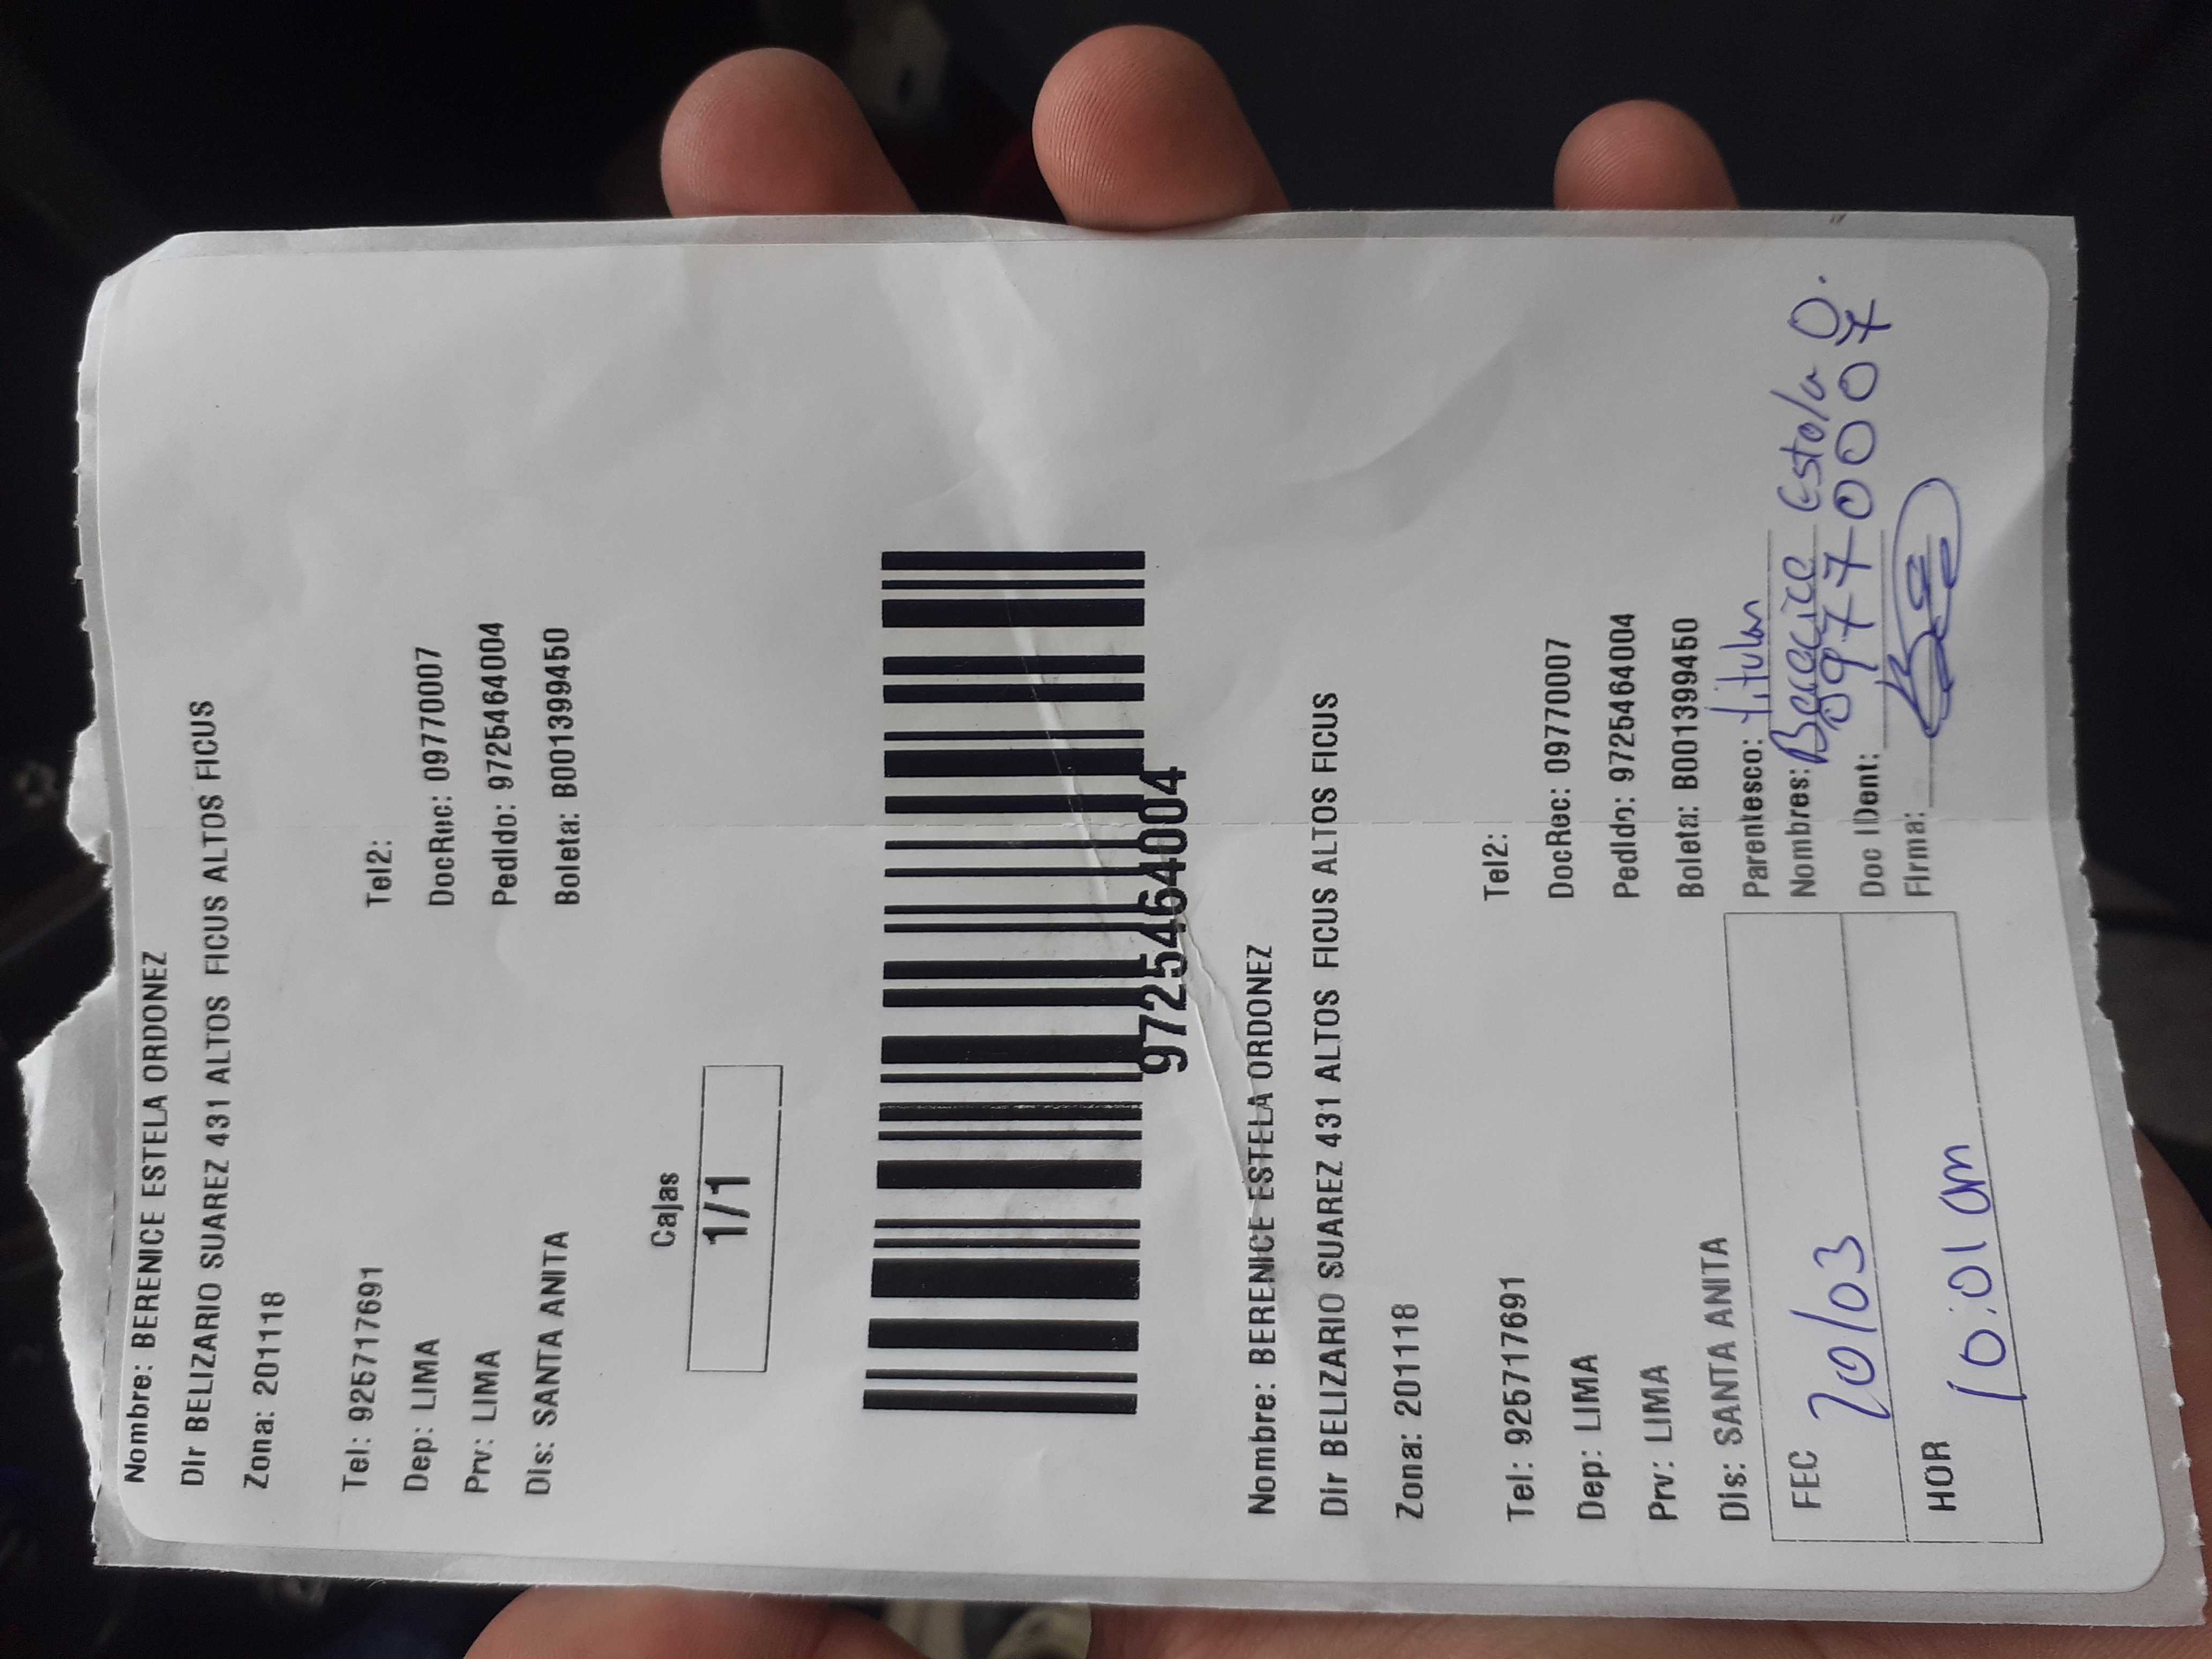 Nombre: BERENICE ESTELA ORDONEZ
Dir BELIZARIO SUAREZ 431 ALTOS FICUS ALTOS FICUS
Zona: 201118
Tel: 925717691 Tel2:
Dep: LIMA DocRec: 09770007
Prv: LIMA Pedido: 9725464004
Dis: SANTA ANITA Boleta: B001399450
Cajas
1/1
9725464004
Nombre: BERENICE ESTELA ORDONEZ
Dir BELIZARIO SUAREZ 431 ALTOS FICUS ALTOS FICUS
Zona: 201118
Tel: 925717691 Tel2:
Dep: LIMA DocRec: 09770007
Prv: LIMA Pedido: 9725464004
Dis: SANTA ANITA Boleta: B001399450
Parentesco: titular
FEC 20/03 Nombres: Berenice Estela O.
Doc IDent: 09770007
HOR 10:01 am Firma: